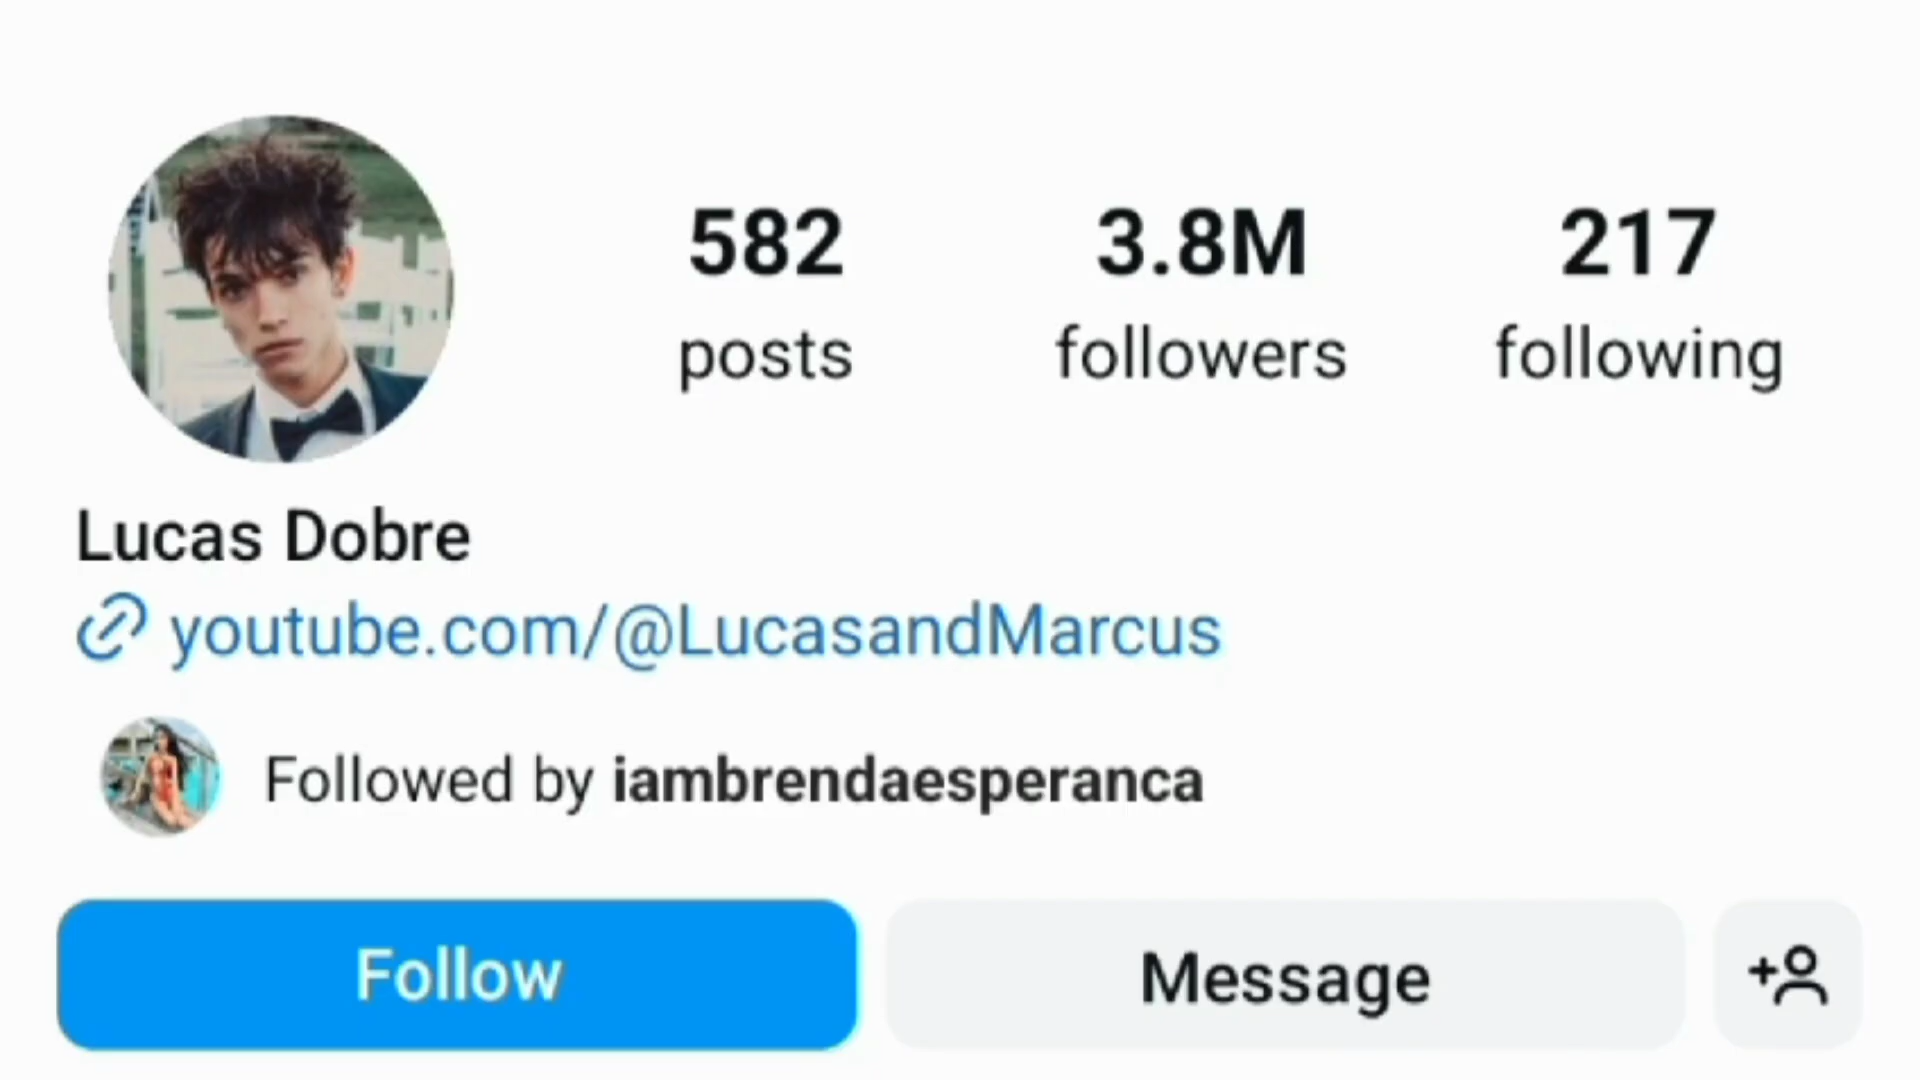 582 3.8M 217
posts followers following
Lucas Dobre
youtube.com/@LucasandMarcus
Followed by iambrendaesperanca
Follow Message